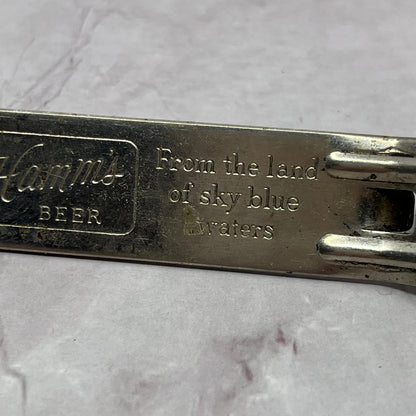 Hamm's
BEER
From the land
of sky blue
waters